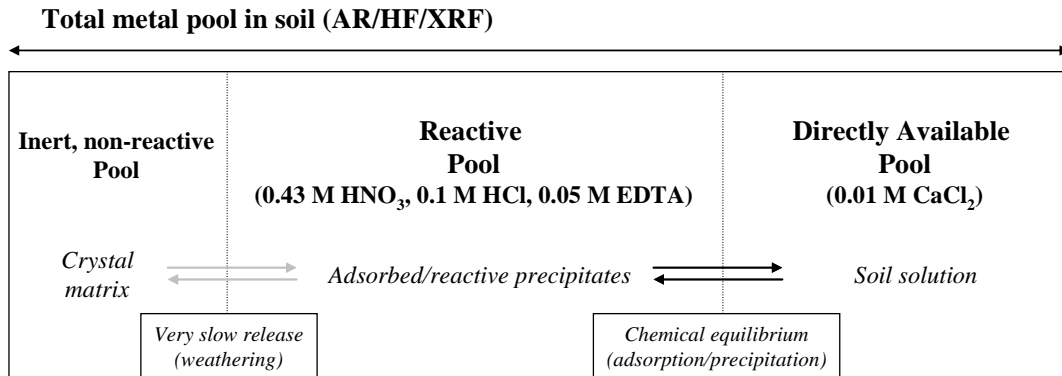 Total metal pool in soil (AR/HF/XRF)
Inert, non-reactive
Pool
Reactive
Pool
(0.43 M HNO₃, 0.1 M HCl, 0.05 M EDTA)
Directly Available
Pool
(0.01 M CaCl₂)
Crystal
matrix
Adsorbed/reactive precipitates
Soil solution
Very slow release
(weathering)
Chemical equilibrium
(adsorption/precipitation)